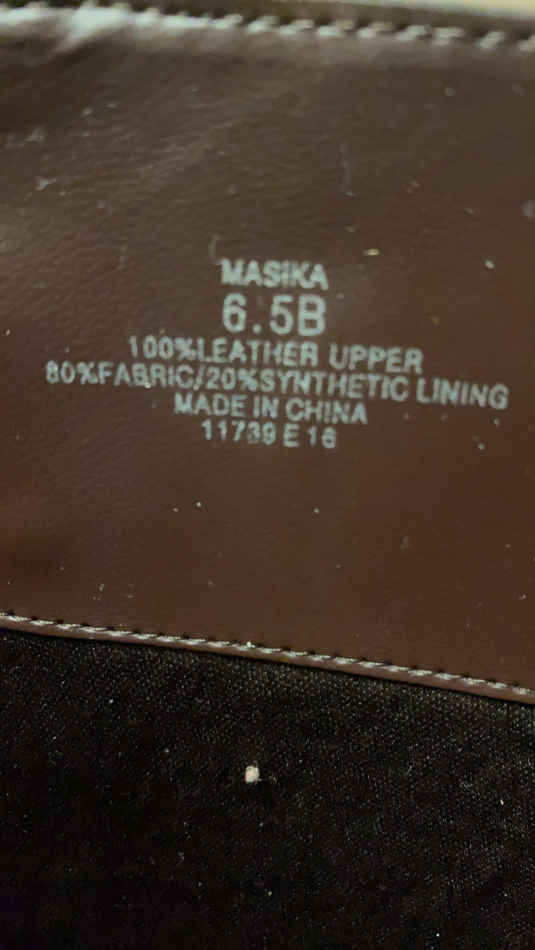 MASIKA
6.5B
100%LEATHER UPPER
80%FABRIC/20%SYNTHETIC LINING
MADE IN CHINA
11739 E 16